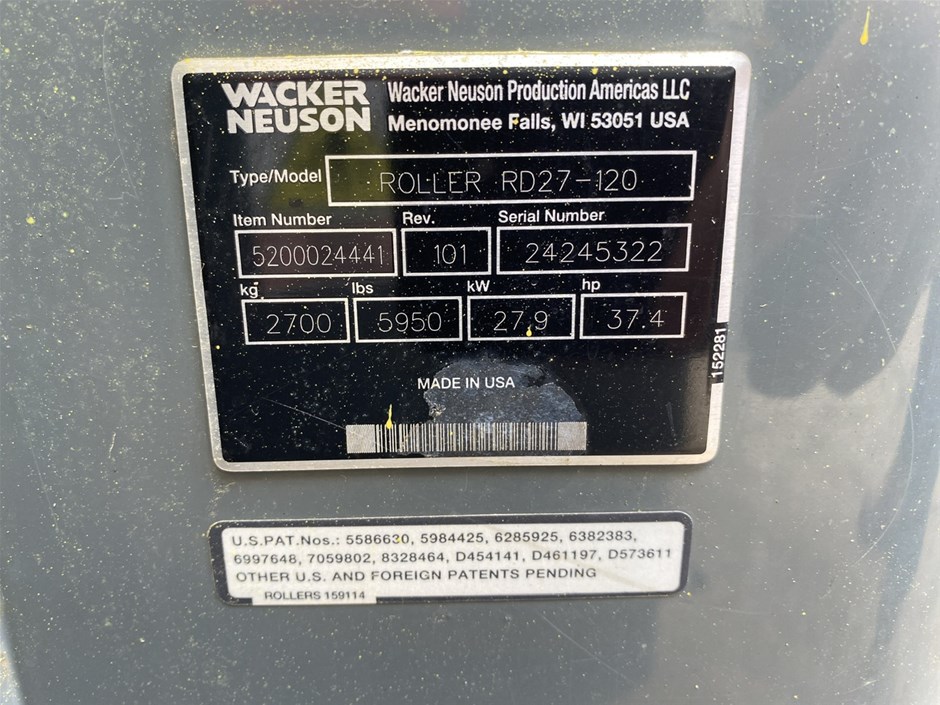 WACKER
NEUSON
Wacker Neuson Production Americas LLC
Menomonee Falls, WI 53051 USA
Type/Model ROLLER RD27-120
Item Number Rev. Serial Number
5200024441 101 24245322
kg lbs kW hp
2700 5950 27.9 37.4
152281
MADE IN USA
U.S.PAT.Nos.: 5586630, 5984425, 6285925, 6382383,
6997648, 7059802, 8328464, D454141, D461197, D573611
OTHER U.S. AND FOREIGN PATENTS PENDING
ROLLERS 159114